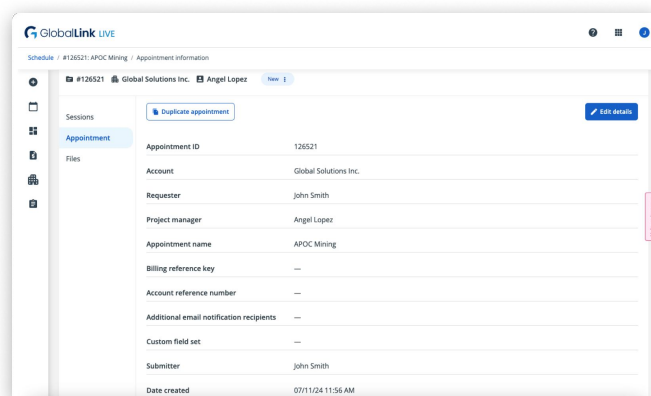 GlobalLink LIVE
J
Schedule / #126521: APOC Mining / Appointment information
#126521 Global Solutions Inc. Angel Lopez New
Duplicate appointment Edit details
Sessions
Appointment
Files
Appointment ID 126521
Account Global Solutions Inc.
Requester John Smith
Project manager Angel Lopez
Appointment name APOC Mining
Billing reference key —
Account reference number —
Additional email notification recipients —
Custom field set —
Submitter John Smith
Date created 07/11/24 11:56 AM